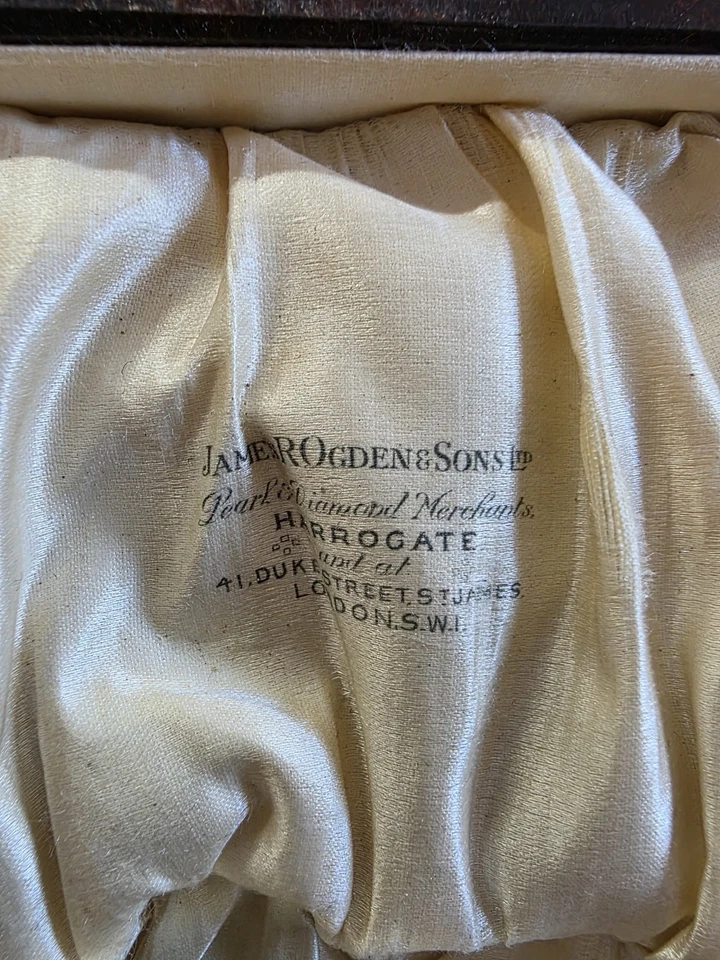 JAMES R OGDEN & SONS LTD
Pearl & Diamond Merchants.
HARROGATE
and at
41, DUKE STREET, ST JAMES.
LONDON. S.W.1.